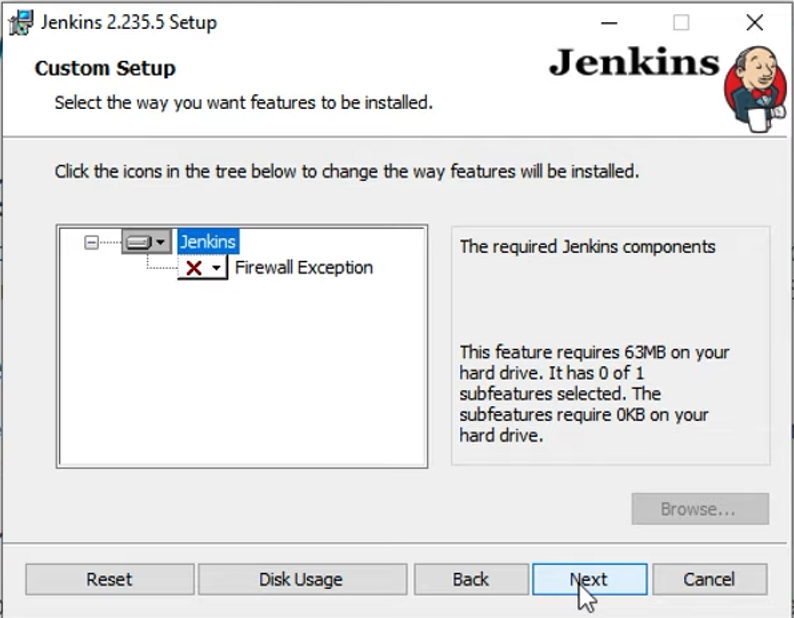 Jenkins 2.235.5 Setup
Custom Setup
Jenkins
Select the way you want features to be installed.
Click the icons in the tree below to change the way features will be installed.
Jenkins
Firewall Exception
The required Jenkins components
This feature requires 63MB on your
hard drive. It has 0 of 1
subfeatures selected. The
subfeatures require 0KB on your
hard drive.
Browse...
Reset
Disk Usage
Back
Next
Cancel